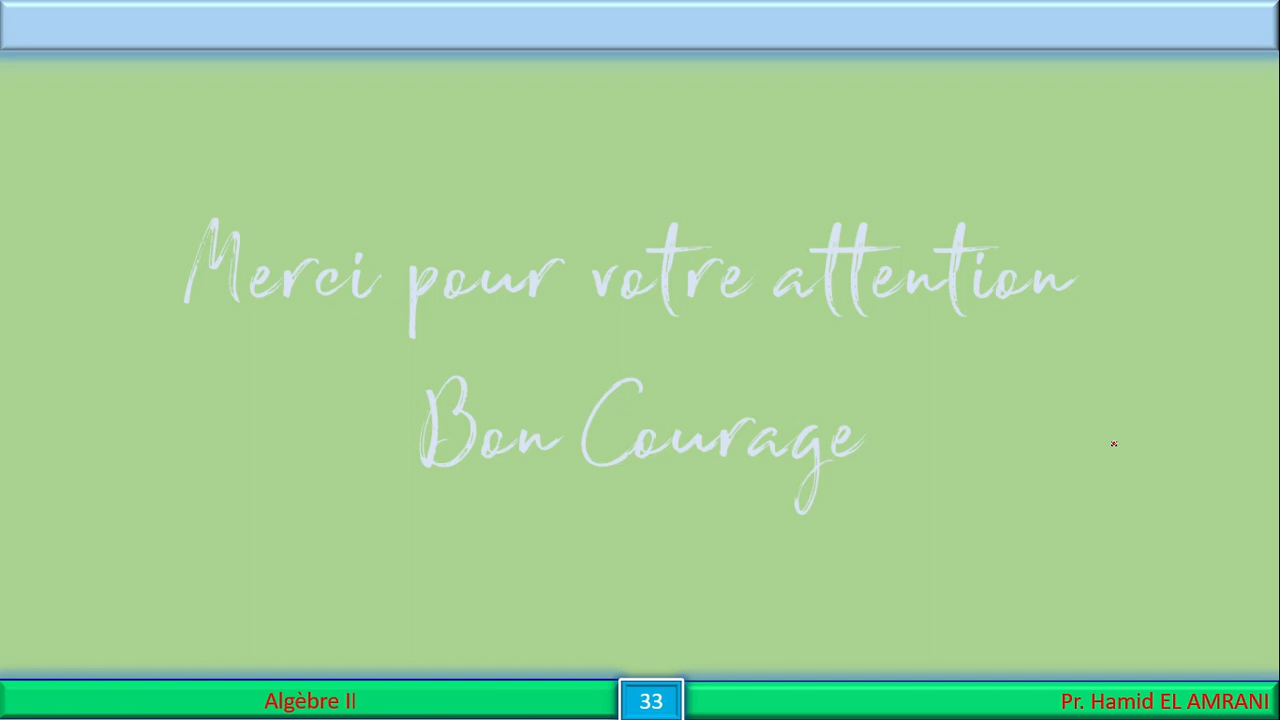 Merci pour votre attention
Bon Courage
Algèbre II
33
Pr. Hamid EL AMRANI